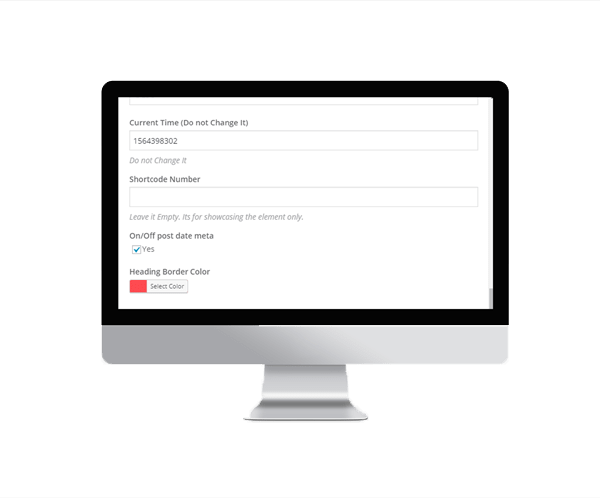 Current Time (Do not Change It)
1564398302
Do not Change It
Shortcode Number
Leave it Empty. Its for showcasing the element only.
On/Off post date meta
Yes
Heading Border Color
Select Color